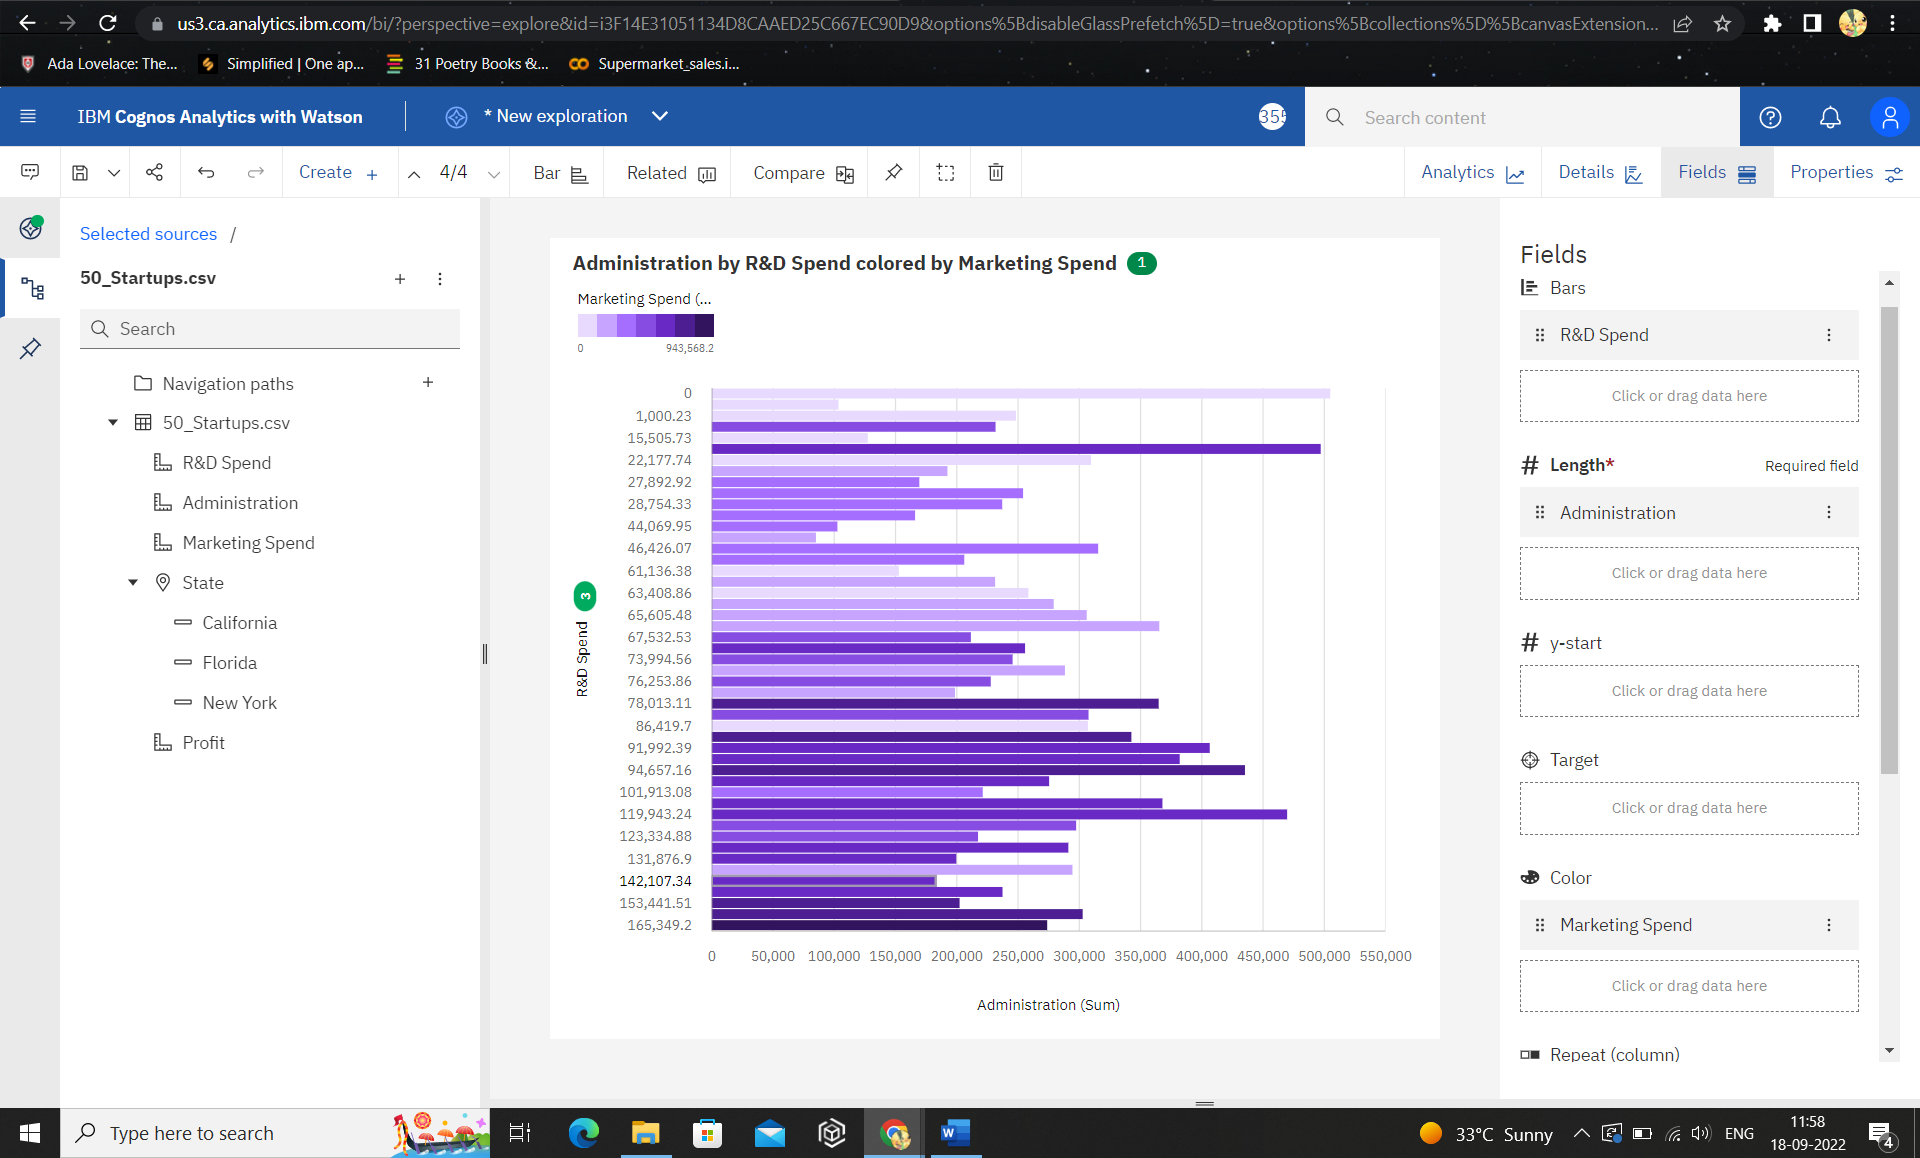 us3.ca.analytics.ibm.com/bi/?perspective=explore&id=i3F14E31051134D8CAAED25C667EC90D9&options%5BdisableGlassPrefetch%5D=true&options%5Bcollections%5D%5BcanvasExtension...
Ada Lovelace: The...
Simplified | One ap...
31 Poetry Books &...
Supermarket_sales.i...
IBM Cognos Analytics with Watson
* New exploration
355
Search content
Create +
4/4
Bar
Related
Compare
Analytics
Details
Fields
Properties
Selected sources /
50_Startups.csv
Search
Navigation paths
50_Startups.csv
R&D Spend
Administration
Marketing Spend
State
California
Florida
New York
Profit
Administration by R&D Spend colored by Marketing Spend 1
Marketing Spend (...
0 943,568.2
3
R&D Spend
0
1,000.23
15,505.73
22,177.74
27,892.92
28,754.33
44,069.95
46,426.07
61,136.38
63,408.86
65,605.48
67,532.53
73,994.56
76,253.86
78,013.11
86,419.7
91,992.39
94,657.16
101,913.08
119,943.24
123,334.88
131,876.9
142,107.34
153,441.51
165,349.2
0 50,000 100,000 150,000 200,000 250,000 300,000 350,000 400,000 450,000 500,000 550,000
Administration (Sum)
Fields
Bars
R&D Spend
Click or drag data here
# Length* Required field
Administration
Click or drag data here
# y-start
Click or drag data here
Target
Click or drag data here
Color
Marketing Spend
Click or drag data here
Repeat (column)
Type here to search
W
33°C Sunny
ENG
11:58
18-09-2022
4